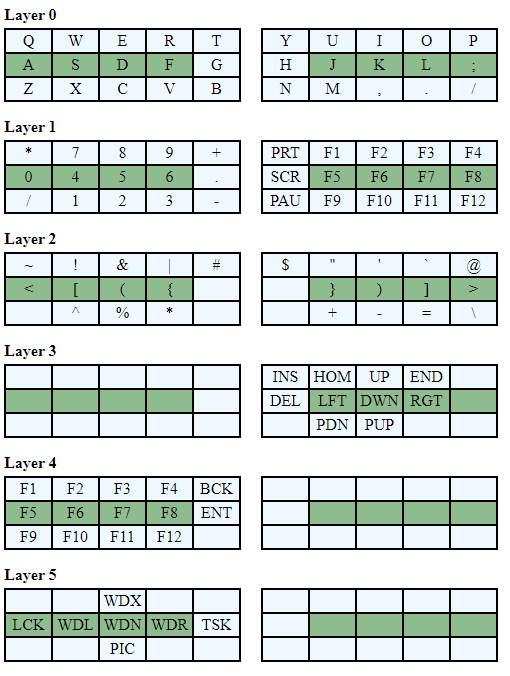 Layer 0
Q W E R T Y U I O P
A S D F G H J K L ;
Z X C V B N M , . /
Layer 1
* 7 8 9 + PRT F1 F2 F3 F4
0 4 5 6 . SCR F5 F6 F7 F8
/ 1 2 3 - PAU F9 F10 F11 F12
Layer 2
~ ! & | # $ " ' ` @
< [ ( { } ) ] >
^ % * + - = \
Layer 3
INS HOM UP END
DEL LFT DWN RGT
PDN PUP
Layer 4
F1 F2 F3 F4 BCK
F5 F6 F7 F8 ENT
F9 F10 F11 F12
Layer 5
WDX
LCK WDL WDN WDR TSK
PIC